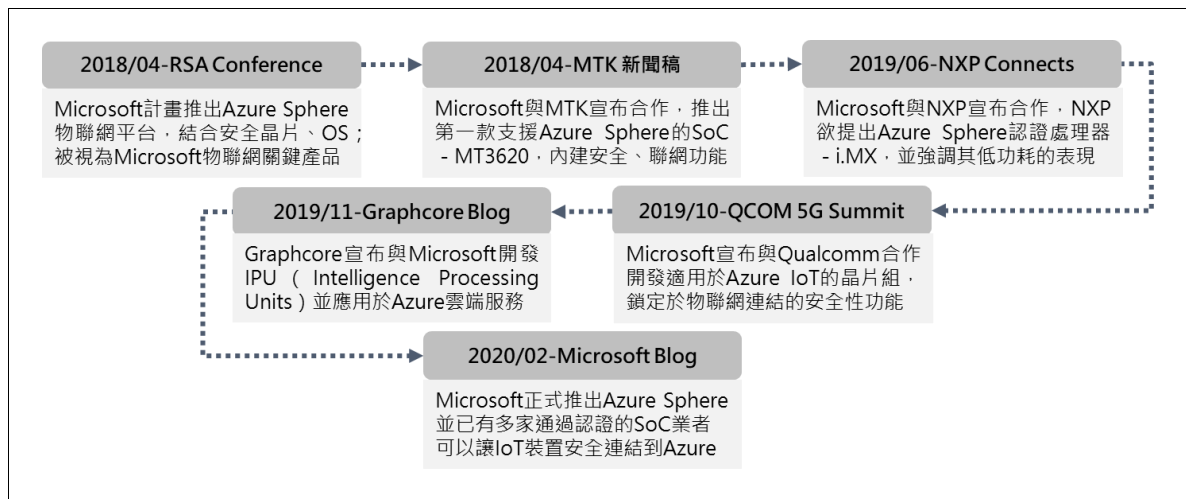 2018/04-RSA Conference
Microsoft計畫推出Azure Sphere
物聯網平台，結合安全晶片、OS；
被視為Microsoft物聯網關鍵產品
2018/04-MTK 新聞稿
Microsoft與MTK宣布合作，推出
第一款支援Azure Sphere的SoC
-MT3620，內建安全、聯網功能
2019/06-NXP Connects
Microsoft與NXP宣布合作，NXP
欲提出Azure Sphere認證處理器
-i.MX，並強調其低功耗的表現
2019/10-QCOM 5G Summit
Microsoft宣布與Qualcomm合作
開發適用於Azure IoT的晶片組，
鎖定於物聯網連結的安全性功能
2019/11-Graphcore Blog
Graphcore宣布與Microsoft開發
IPU（Intelligence Processing
Units）並應用於Azure雲端服務
2020/02-Microsoft Blog
Microsoft正式推出Azure Sphere
並已有多家通過認證的SoC業者
可以讓IoT裝置安全連結到Azure